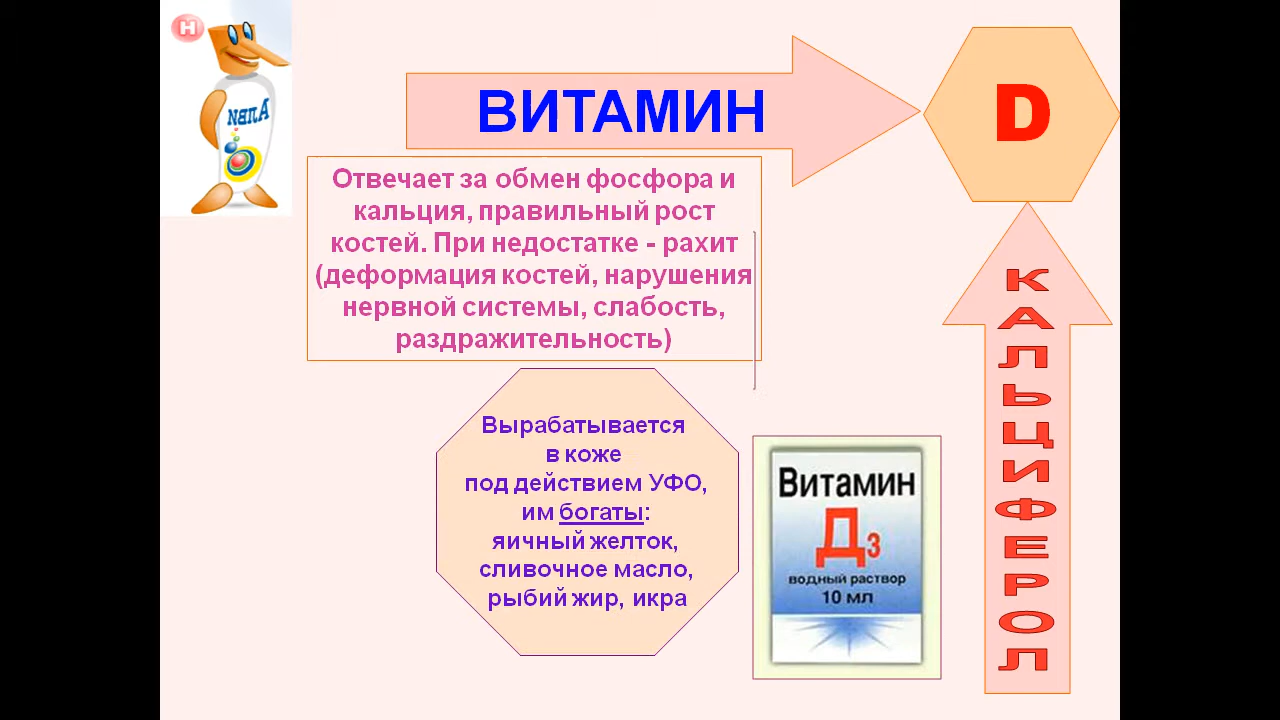 Н
АПВИ
ВИТАМИН
D
Отвечает за обмен фосфора и
кальция, правильный рост
костей. При недостатке - рахит
(деформация костей, нарушения
нервной системы, слабость,
раздражительность)
КАЛЬЦИФЕРОЛ
Вырабатывается
в коже
под действием УФО,
им богаты:
яичный желток,
сливочное масло,
рыбий жир, икра
Витамин
Д3
водный раствор
10 мл